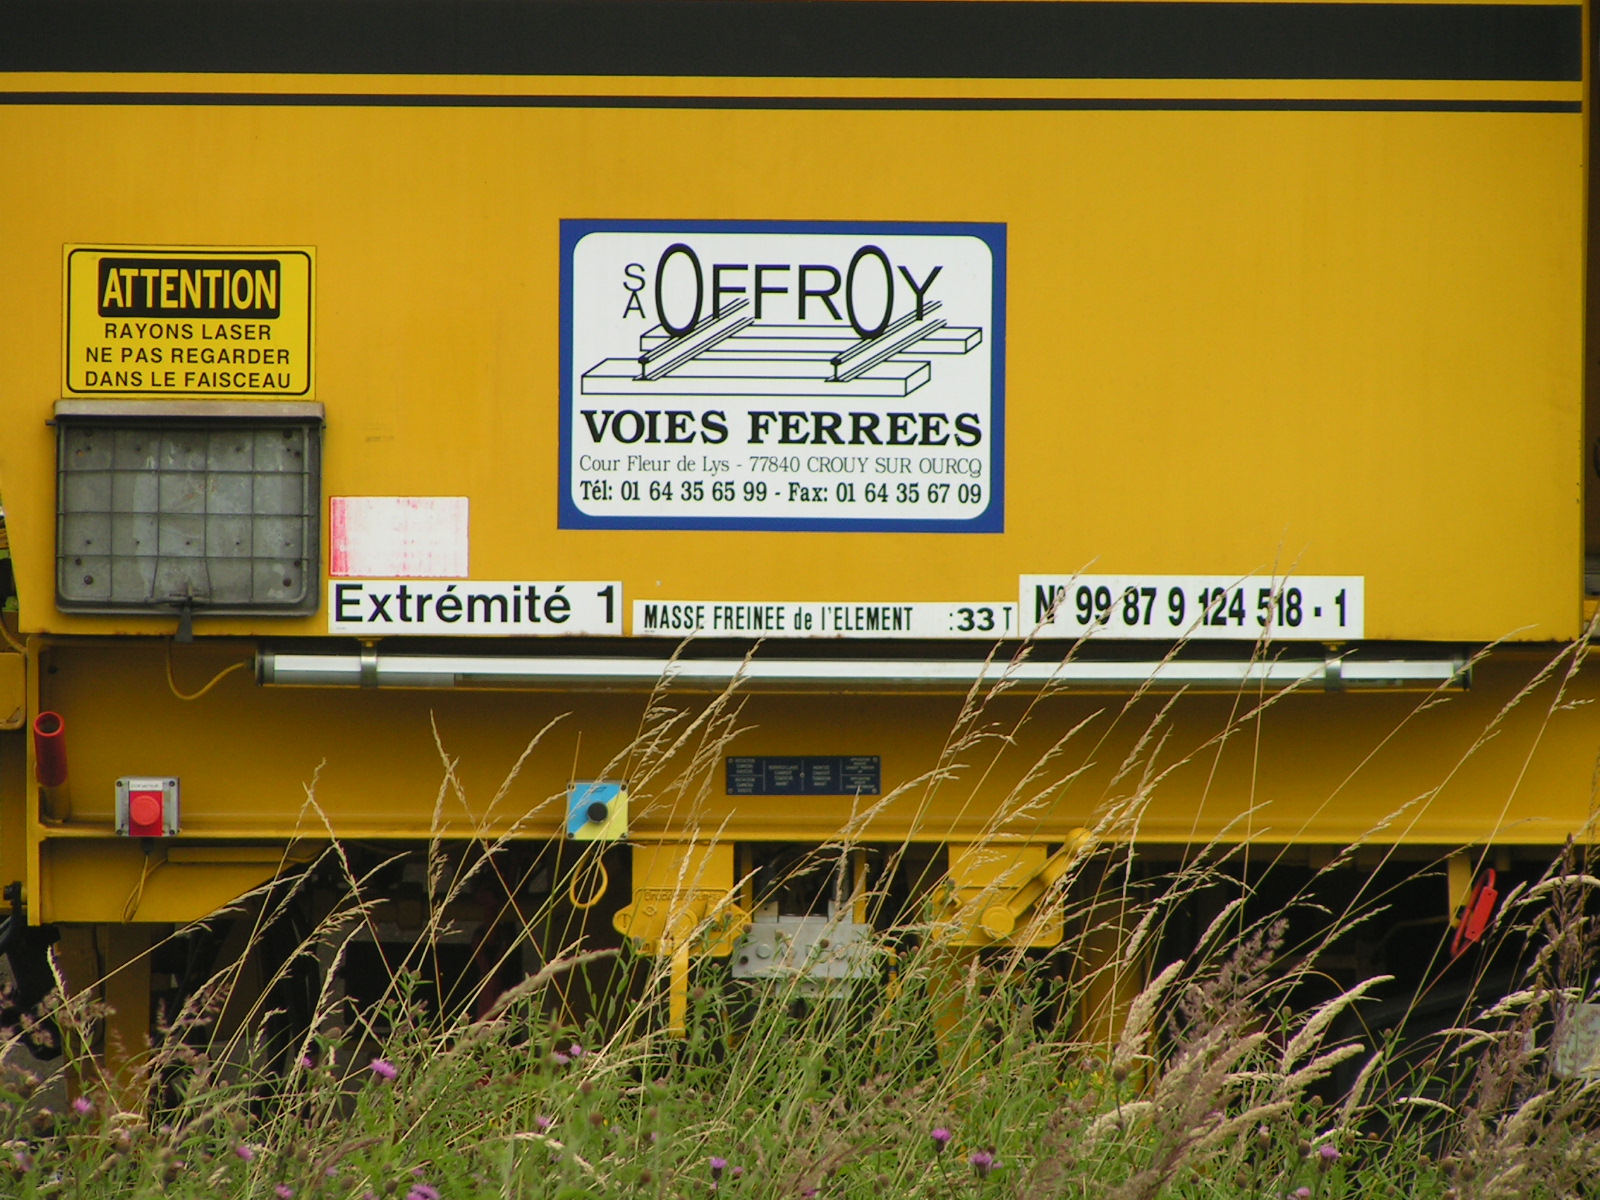 ATTENTION
RAYONS LASER
NE PAS REGARDER
DANS LE FAISCEAU
SA OFFROY
VOIES FERREES
Cour Fleur de Lys - 77840 CROUY SUR OURCQ
Tél: 01 64 35 65 99 - Fax: 01 64 35 67 09
Extrémité 1
MASSE FREINEE de l'ELEMENT :33 T
N° 99 87 9 124 518 - 1